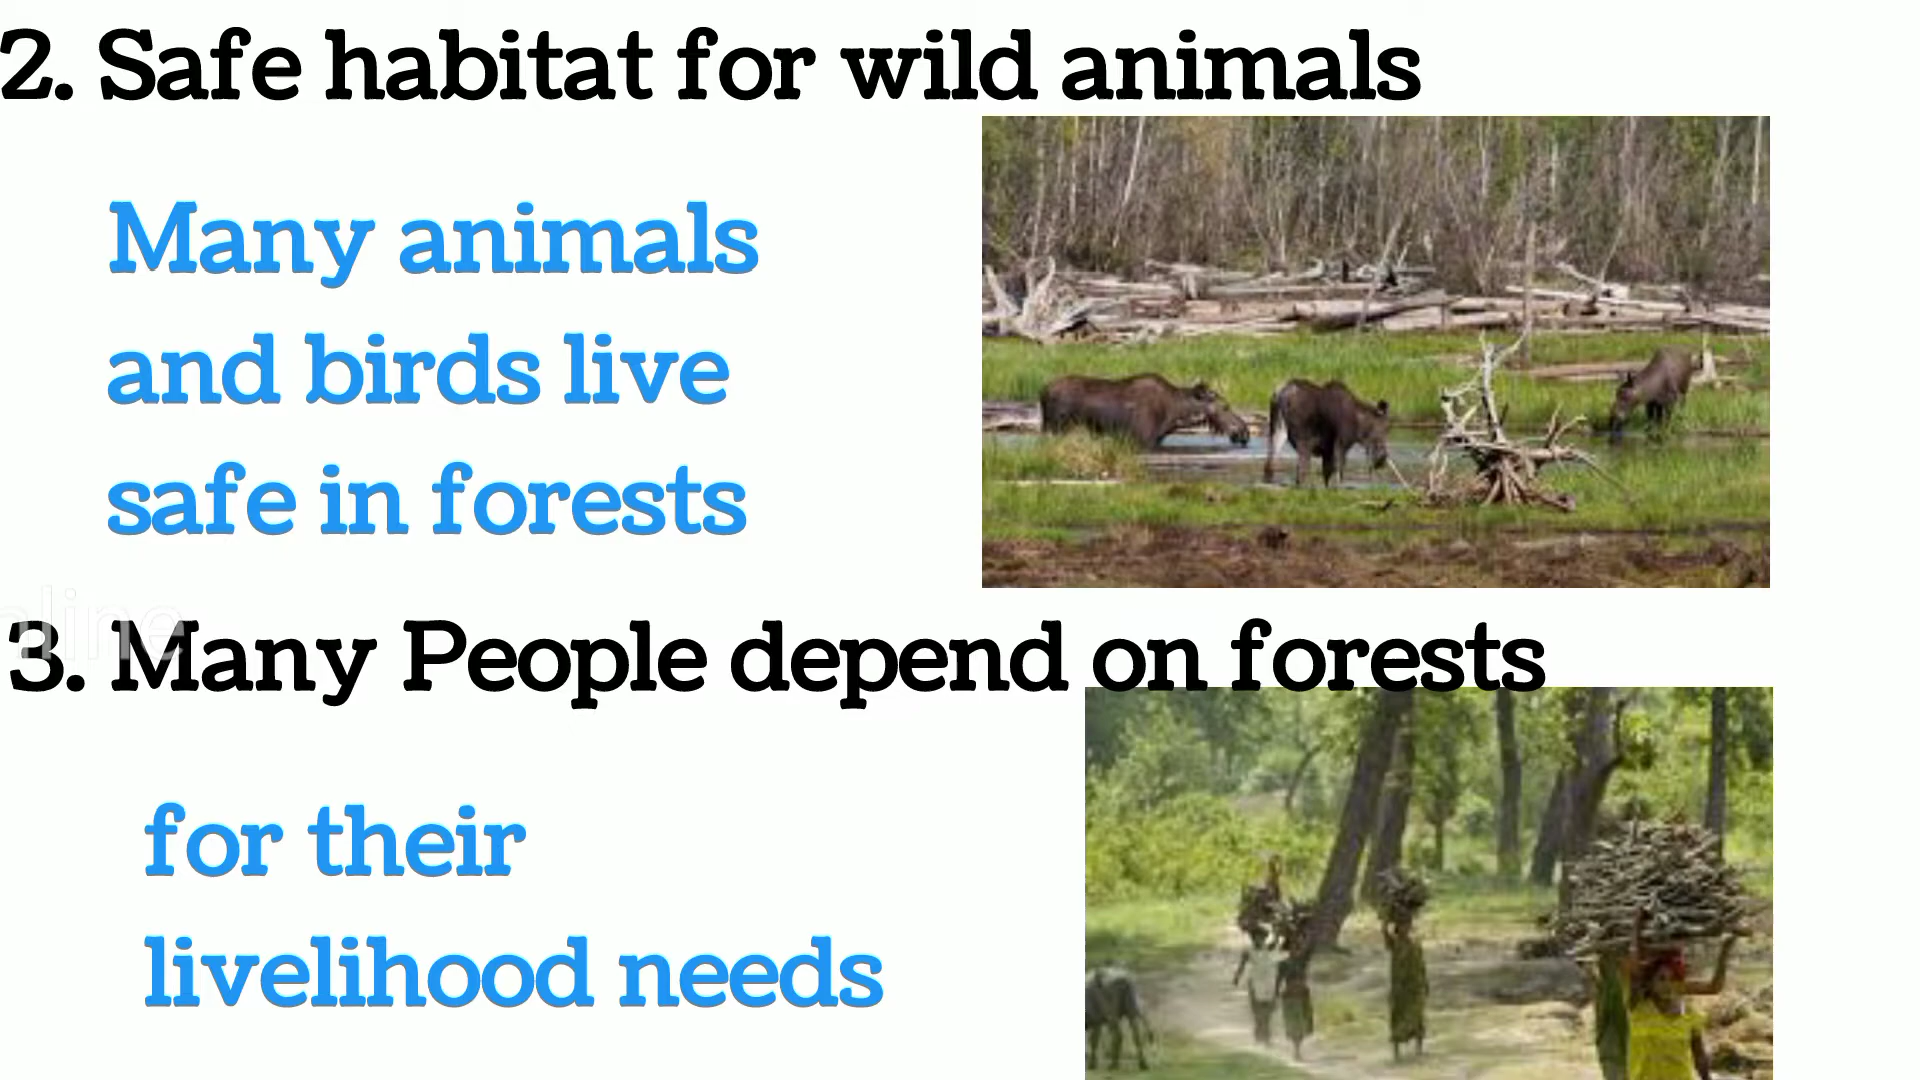 2. Safe habitat for wild animals
Many animals
and birds live
safe in forests
3. Many People depend on forests
for their
livelihood needs